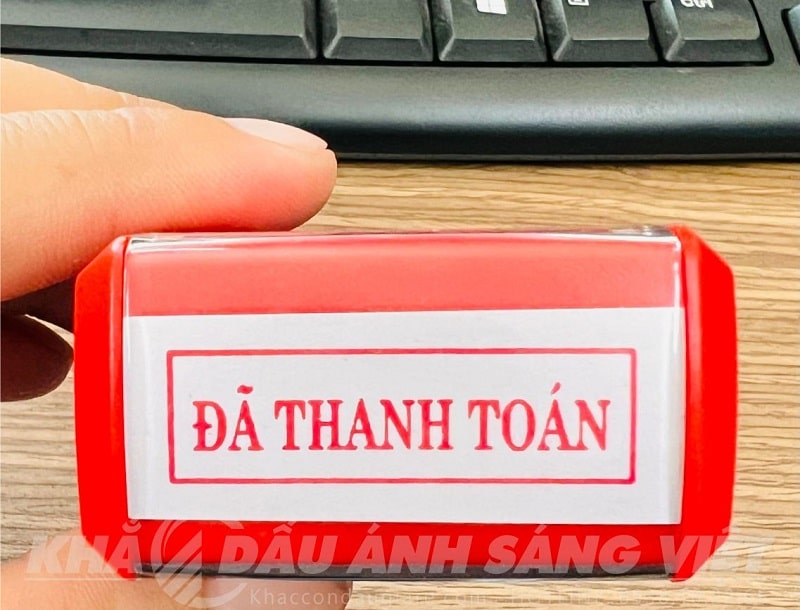 ĐÃ THANH TOÁN
KHẮC DẤU ÁNH SÁNG VIỆT